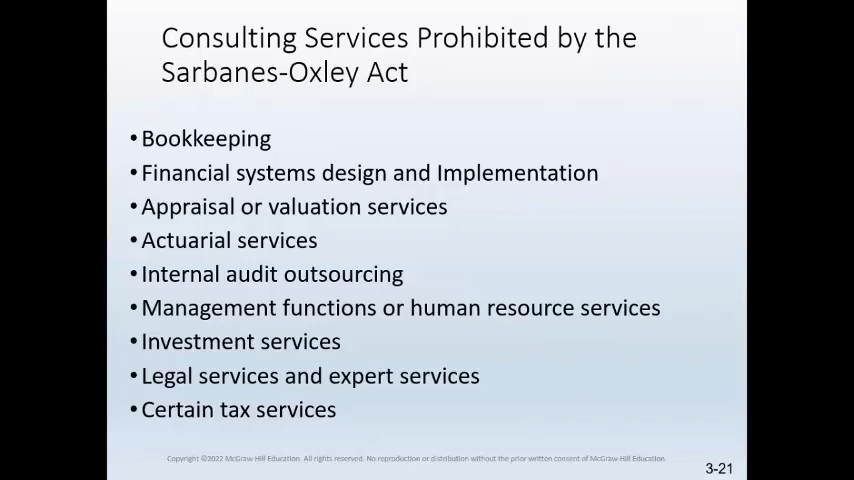 Consulting Services Prohibited by the
Sarbanes-Oxley Act
• Bookkeeping
• Financial systems design and Implementation
• Appraisal or valuation services
• Actuarial services
• Internal audit outsourcing
• Management functions or human resource services
• Investment services
• Legal services and expert services
• Certain tax services
Copyright ©2022 McGraw-Hill Education. All rights reserved. No reproduction or distribution without the prior written consent of McGraw-Hill Education.
3-21